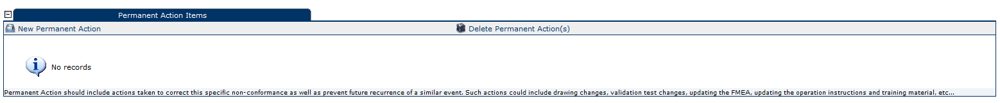 Permanent Action Items
New Permanent Action
Delete Permanent Action(s)
No records
Permanent Action should include actions taken to correct this specific non-conformance as well as prevent future recurrence of a similar event. Such actions could include drawing changes, validation test changes, updating the FMEA, updating the operation instructions and training material, etc...